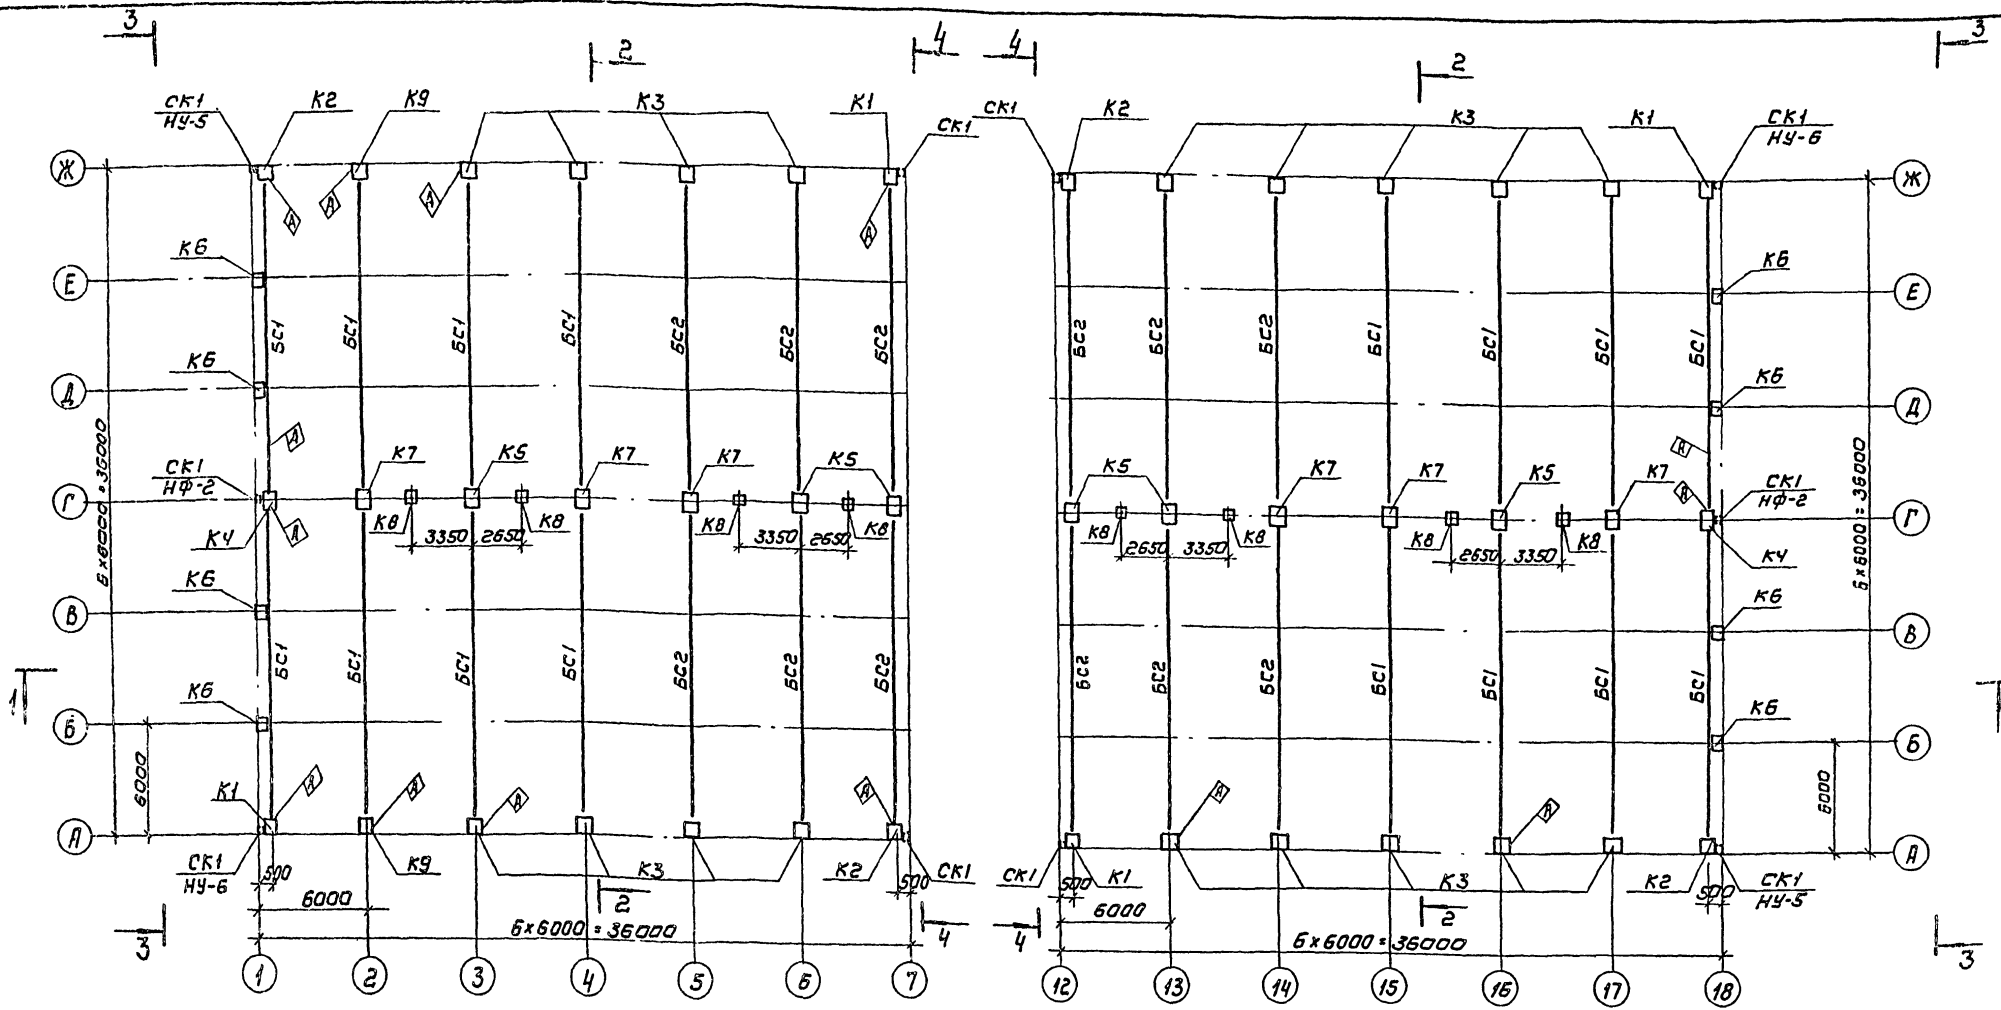 3
2
4
4
2
3
СК1
НУ-5
К2
К9
К3
К1
СК1
СК1
К2
К3
К1
СК1
НУ-6
Ж
А
А
А
А
Ж
К6
К6
Е
Е
БС1
БС1
БС1
БС1
БС2
БС2
БС2
БС2
БС2
БС2
БС1
БС1
БС1
К6
К6
Д
Д
6×6000=36000
А
А
6×6000=36000
СК1
НФ-2
К7
К5
К7
К7
К5
К5
К7
К7
К5
К7
А
СК1
НФ-2
Г
Г
К4
А
К8
3350
2650
К8
К8
3350
2650
К8
К8
2650
3350
К8
К8
2650
3350
К8
К4
К6
К6
В
В
БС1
БС1
БС1
БС1
БС2
БС2
БС2
БС2
БС2
БС2
БС1
БС1
БС1
1
К6
К6
Б
Б
6000
6000
К1
А
А
А
А
А
А
А
А
СК1
НУ-6
500
К9
К3
К2
500
СК1
СК1
500
К1
К3
К2
500
СК1
НУ-5
6000
2
6000
2
3
6×6000=36000
4
4
6×6000=36000
3
1
2
3
4
5
6
7
12
13
14
15
16
17
18